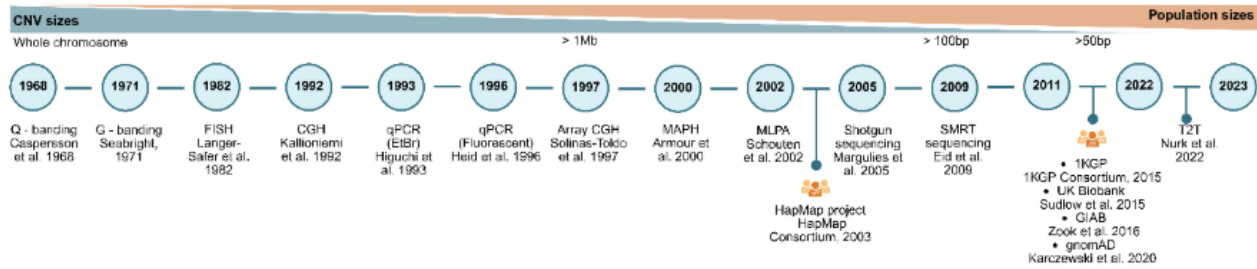 CNV sizes
Population sizes
Whole chromosome
> 1Mb
> 100bp
>50bp
1968
1971
1982
1992
1993
1996
1997
2000
2002
2005
2009
2011
2022
2023
Q - banding
Caspersson
et al. 1968
G - banding
Seabright,
1971
FISH
Langer-
Safer et al.
1982
CGH
Kallioniemi
et al. 1992
qPCR
(EtBr)
Higuchi et
al. 1993
qPCR
(Fluorescent)
Heid et al. 1996
Array CGH
Solinas-Toldo
et al. 1997
MAPH
Armour et
al. 2000
MLPA
Schouten
et al. 2002
HapMap project
HapMap
Consortium, 2003
Shotgun
sequencing
Margulies et
al. 2005
SMRT
sequencing
Eid et al.
2009
• 1KGP
1KGP Consortium, 2015
• UK Biobank
Sudlow et al. 2015
• GIAB
Zook et al. 2016
• gnomAD
Karczewski et al. 2020
T2T
Nurk et al.
2022